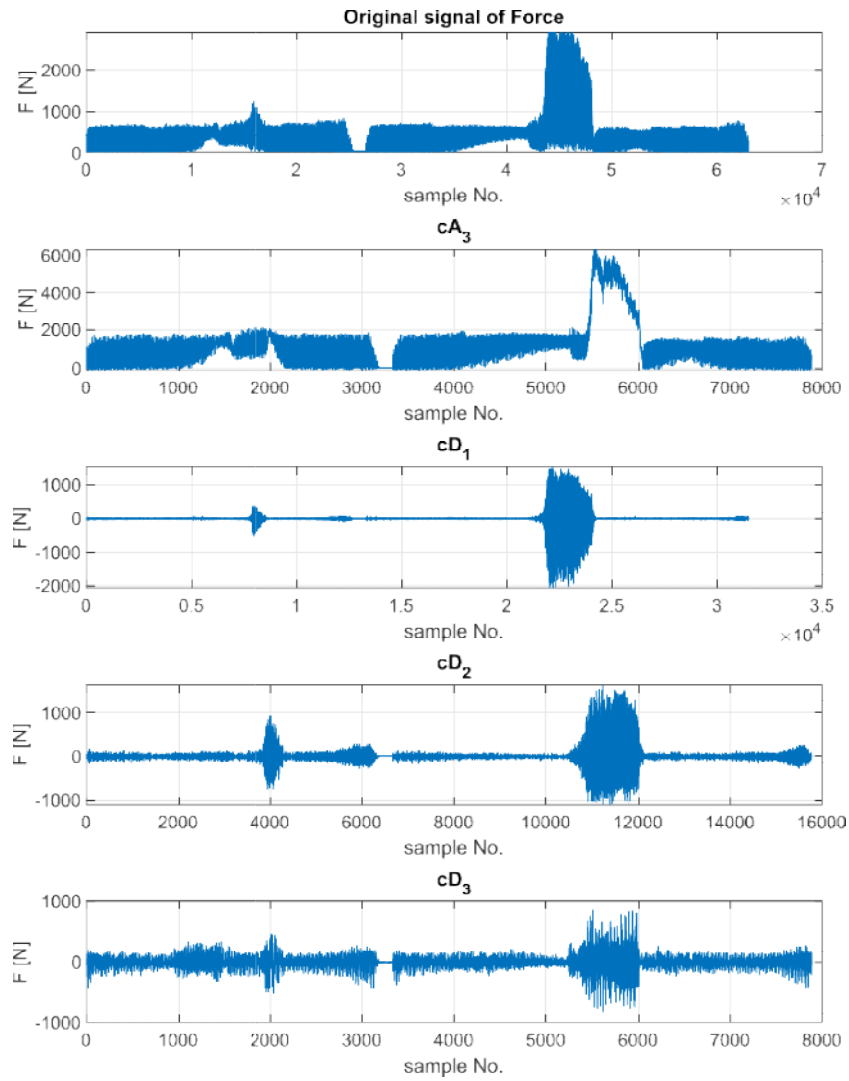 Original signal of Force
F [N]
2000
1000
0
0 1 2 3 4 5 6 7
sample No.
×10⁴
cA₃
F [N]
6000
4000
2000
0
0 1000 2000 3000 4000 5000 6000 7000 8000
sample No.
cD₁
F [N]
1000
0
-1000
-2000
0 0.5 1 1.5 2 2.5 3 3.5
sample No.
×10⁴
cD₂
F [N]
1000
0
-1000
0 2000 4000 6000 8000 10000 12000 14000 16000
sample No.
cD₃
F [N]
1000
0
-1000
0 1000 2000 3000 4000 5000 6000 7000 8000
sample No.